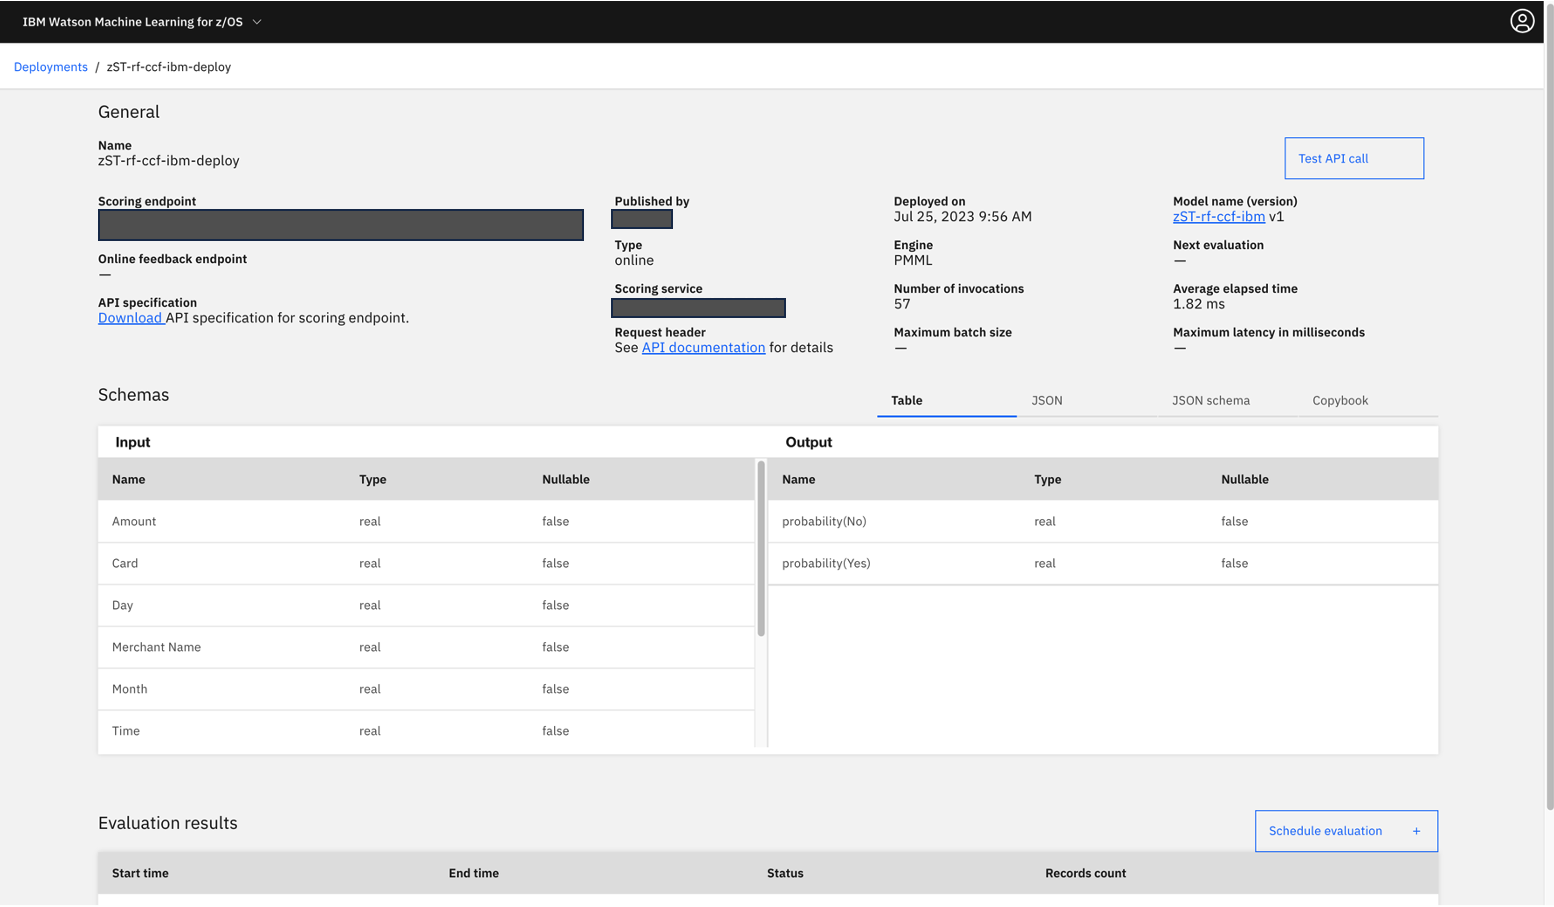 IBM Watson Machine Learning for z/OS
Deployments / zST-rf-ccf-ibm-deploy
General
Name
zST-rf-ccf-ibm-deploy
Test API call
Scoring endpoint
Online feedback endpoint
—
API specification
Download API specification for scoring endpoint.
Published by
Type
online
Scoring service
Request header
See API documentation for details
Deployed on
Jul 25, 2023 9:56 AM
Engine
PMML
Number of invocations
57
Maximum batch size
—
Model name (version)
zST-rf-ccf-ibm v1
Next evaluation
—
Average elapsed time
1.82 ms
Maximum latency in milliseconds
—
Schemas
Table JSON JSON schema Copybook
Input
Name Type Nullable
Amount real false
Card real false
Day real false
Merchant Name real false
Month real false
Time real false
Output
Name Type Nullable
probability(No) real false
probability(Yes) real false
Evaluation results
Schedule evaluation +
Start time End time Status Records count